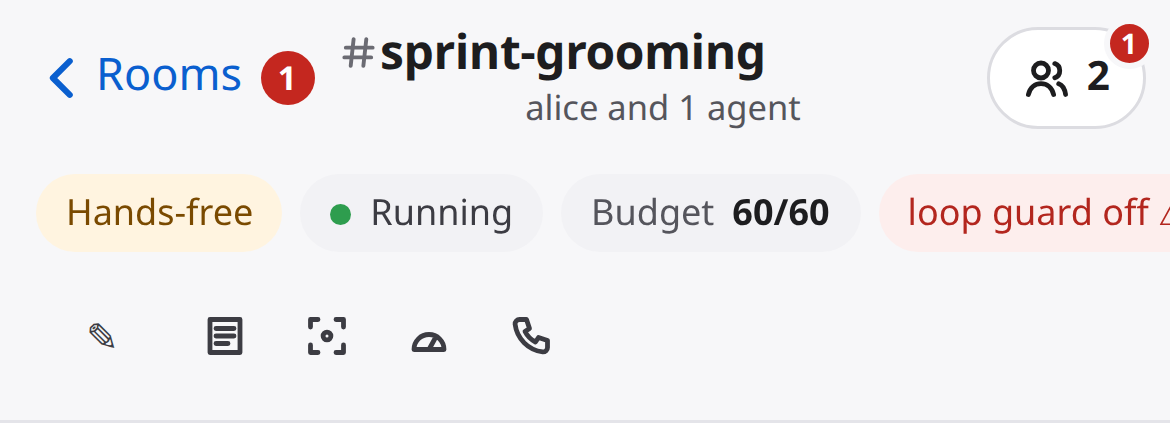 Rooms 1
#sprint-grooming
alice and 1 agent
2
1
Hands-free
Running
Budget 60/60
loop guard off